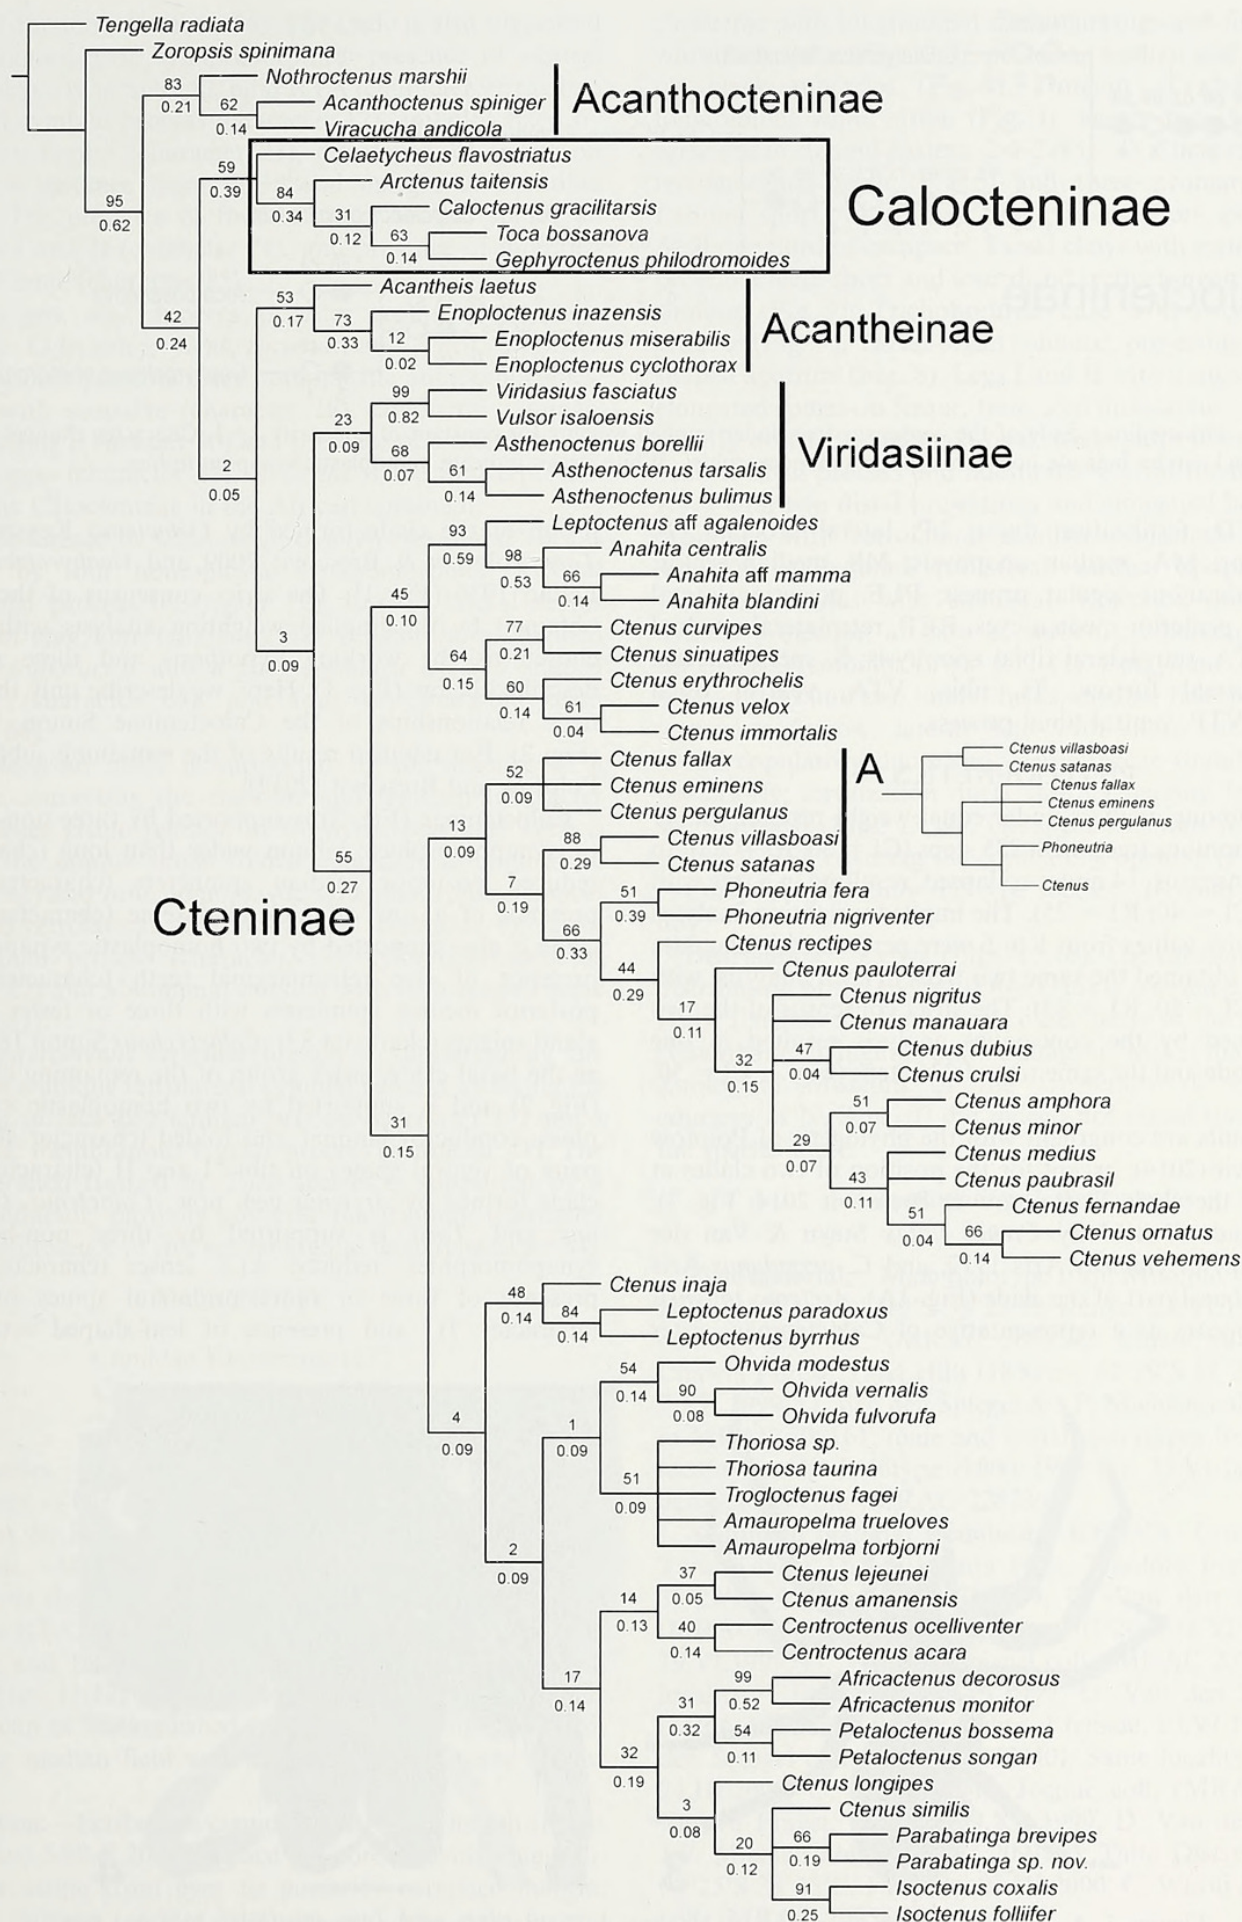 Tengella radiata
Zoropsis spinimana
83
Nothroctenus marshii
0.21
62
Acanthoctenus spiniger
0.14
Viracucha andicola
Acanthocteninae
95
0.62
59
0.39
Celaetycheus flavostriatus
84
0.34
Arctenus taitensis
31
0.12
Caloctenus gracilitarsis
63
0.14
Toca bossanova
Gephyroctenus philodromoides
Calocteninae
42
0.24
53
0.17
Acantheis laetus
73
0.33
Enoploctenus inazensis
12
0.02
Enoploctenus miserabilis
Enoploctenus cyclothorax
Acantheinae
2
0.05
23
0.09
99
0.82
Viridasius fasciatus
Vulsor isaloensis
68
0.07
Asthenoctenus borellii
61
0.14
Asthenoctenus tarsalis
Asthenoctenus bulimus
Viridasiinae
3
0.09
45
0.10
93
0.59
Leptoctenus aff agalenoides
98
0.53
Anahita centralis
66
0.14
Anahita aff mamma
Anahita blandini
64
0.15
77
0.21
Ctenus curvipes
Ctenus sinuatipes
60
0.14
Ctenus erythrochelis
61
0.04
Ctenus velox
Ctenus immortalis
55
0.27
Cteninae
13
0.09
52
0.09
Ctenus fallax
Ctenus eminens
Ctenus pergulanus
7
0.19
88
0.29
Ctenus villasboasi
Ctenus satanas
A
Ctenus villasboasi
Ctenus satanas
Ctenus fallax
Ctenus eminens
Ctenus pergulanus
Phoneutria
Ctenus
66
0.33
51
0.39
Phoneutria fera
Phoneutria nigriventer
44
0.29
Ctenus rectipes
17
0.11
Ctenus pauloterrai
32
0.15
Ctenus nigritus
Ctenus manauara
47
0.04
Ctenus dubius
Ctenus crulsi
29
0.07
51
0.07
Ctenus amphora
Ctenus minor
43
0.11
Ctenus medius
Ctenus paubrasil
51
0.04
Ctenus fernandae
66
0.14
Ctenus ornatus
Ctenus vehemens
31
0.15
4
0.09
48
0.14
Ctenus inaja
84
0.14
Leptoctenus paradoxus
Leptoctenus byrrhus
2
0.09
1
0.09
54
0.14
Ohvida modestus
90
0.08
Ohvida vernalis
Ohvida fulvorufa
51
0.09
Thoriosa sp.
Thoriosa taurina
Trogloctenus fagei
Amauropelma trueloves
Amauropelma torbjorni
17
0.14
14
0.13
37
0.05
Ctenus lejeunei
Ctenus amanensis
40
0.14
Centroctenus ocelliventer
Centroctenus acara
32
0.19
31
0.32
99
0.52
Africactenus decorosus
Africactenus monitor
54
0.11
Petaloctenus bossema
Petaloctenus songan
3
0.08
Ctenus longipes
20
0.12
Ctenus similis
66
0.19
Parabatinga brevipes
Parabatinga sp. nov.
91
0.25
Isoctenus coxalis
Isoctenus folliifer